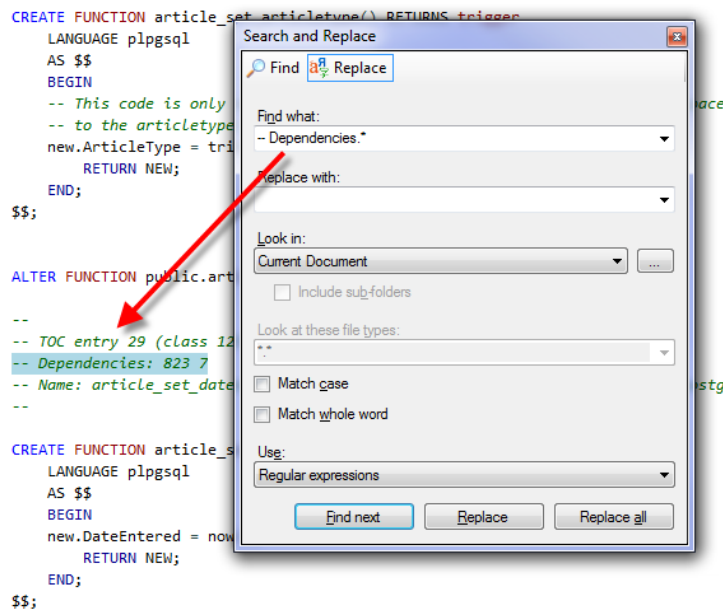 CREATE FUNCTION article_set_articletype() RETURNS trigger
LANGUAGE plpgsql
AS $$
BEGIN
-- This code is only
-- to the articletype
new.ArticleType = tri
RETURN NEW;
END;
$$;
ALTER FUNCTION public.art
--
-- TOC entry 29 (class 12
-- Dependencies: 823 7
-- Name: article_set_date
--
CREATE FUNCTION article_s
LANGUAGE plpgsql
AS $$
BEGIN
new.DateEntered = now
RETURN NEW;
END;
$$;
Search and Replace
Find
Replace
Find what:
-- Dependencies.*
Replace with:
Look in:
Current Document
...
Include sub-folders
Look at these file types:
*.*
Match case
Match whole word
Use:
Regular expressions
Find next
Replace
Replace all